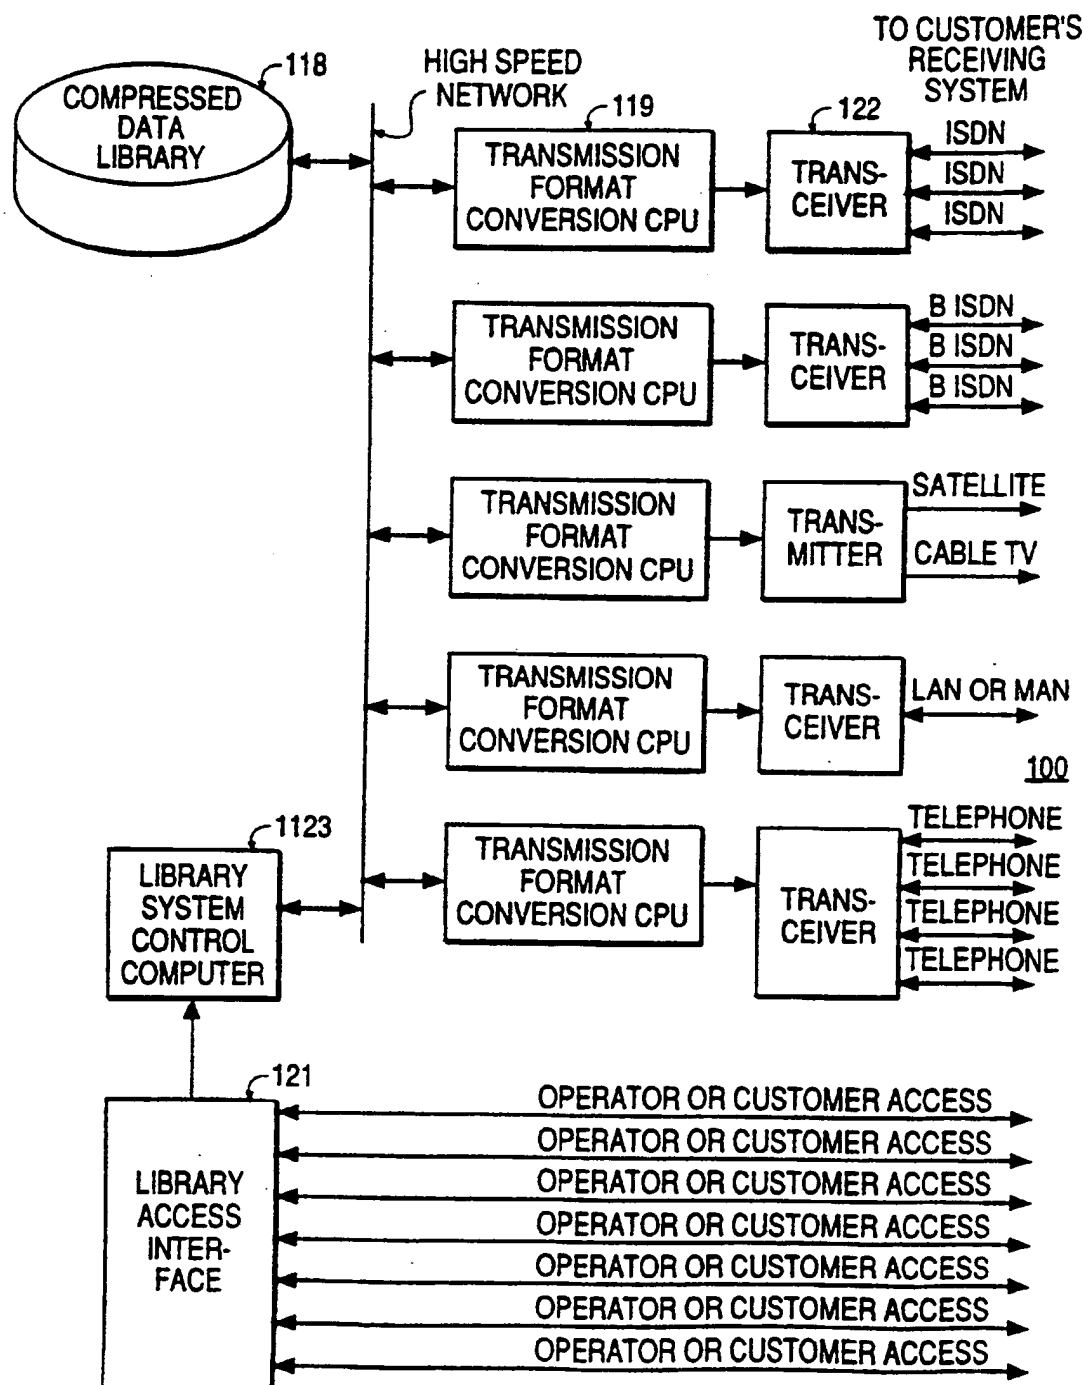 TO CUSTOMER'S
RECEIVING
SYSTEM
118
COMPRESSED
DATA
LIBRARY
HIGH SPEED
NETWORK
119
TRANSMISSION
FORMAT
CONVERSION CPU
122
TRANS-
CEIVER
ISDN
ISDN
ISDN
TRANSMISSION
FORMAT
CONVERSION CPU
TRANS-
CEIVER
B ISDN
B ISDN
B ISDN
TRANSMISSION
FORMAT
CONVERSION CPU
TRANS-
MITTER
SATELLITE
CABLE TV
TRANSMISSION
FORMAT
CONVERSION CPU
TRANS-
CEIVER
LAN OR MAN
100
1123
LIBRARY
SYSTEM
CONTROL
COMPUTER
TRANSMISSION
FORMAT
CONVERSION CPU
TRANS-
CEIVER
TELEPHONE
TELEPHONE
TELEPHONE
TELEPHONE
121
LIBRARY
ACCESS
INTER-
FACE
OPERATOR OR CUSTOMER ACCESS
OPERATOR OR CUSTOMER ACCESS
OPERATOR OR CUSTOMER ACCESS
OPERATOR OR CUSTOMER ACCESS
OPERATOR OR CUSTOMER ACCESS
OPERATOR OR CUSTOMER ACCESS
OPERATOR OR CUSTOMER ACCESS